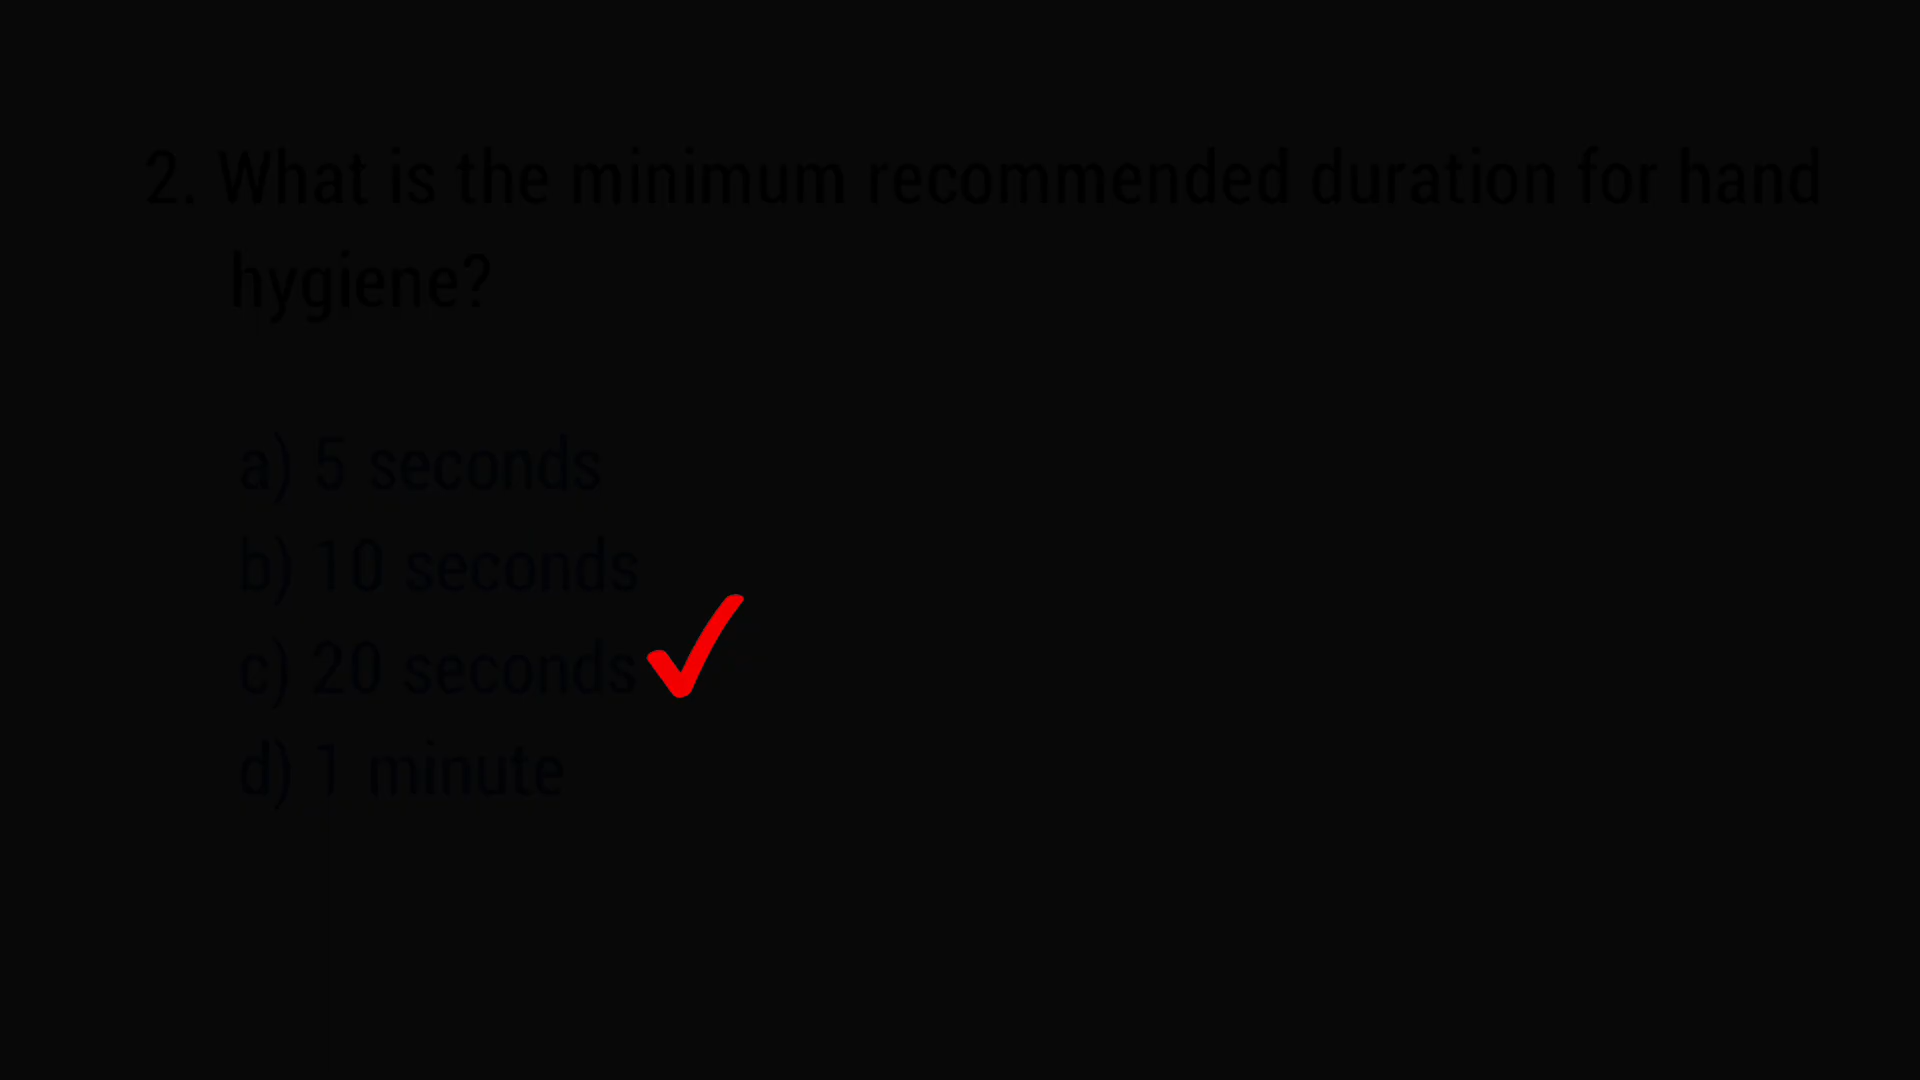 2. What is the minimum recommended duration for hand
hygiene?
a) 5 seconds
b) 10 seconds
c) 20 seconds
d) 1 minute